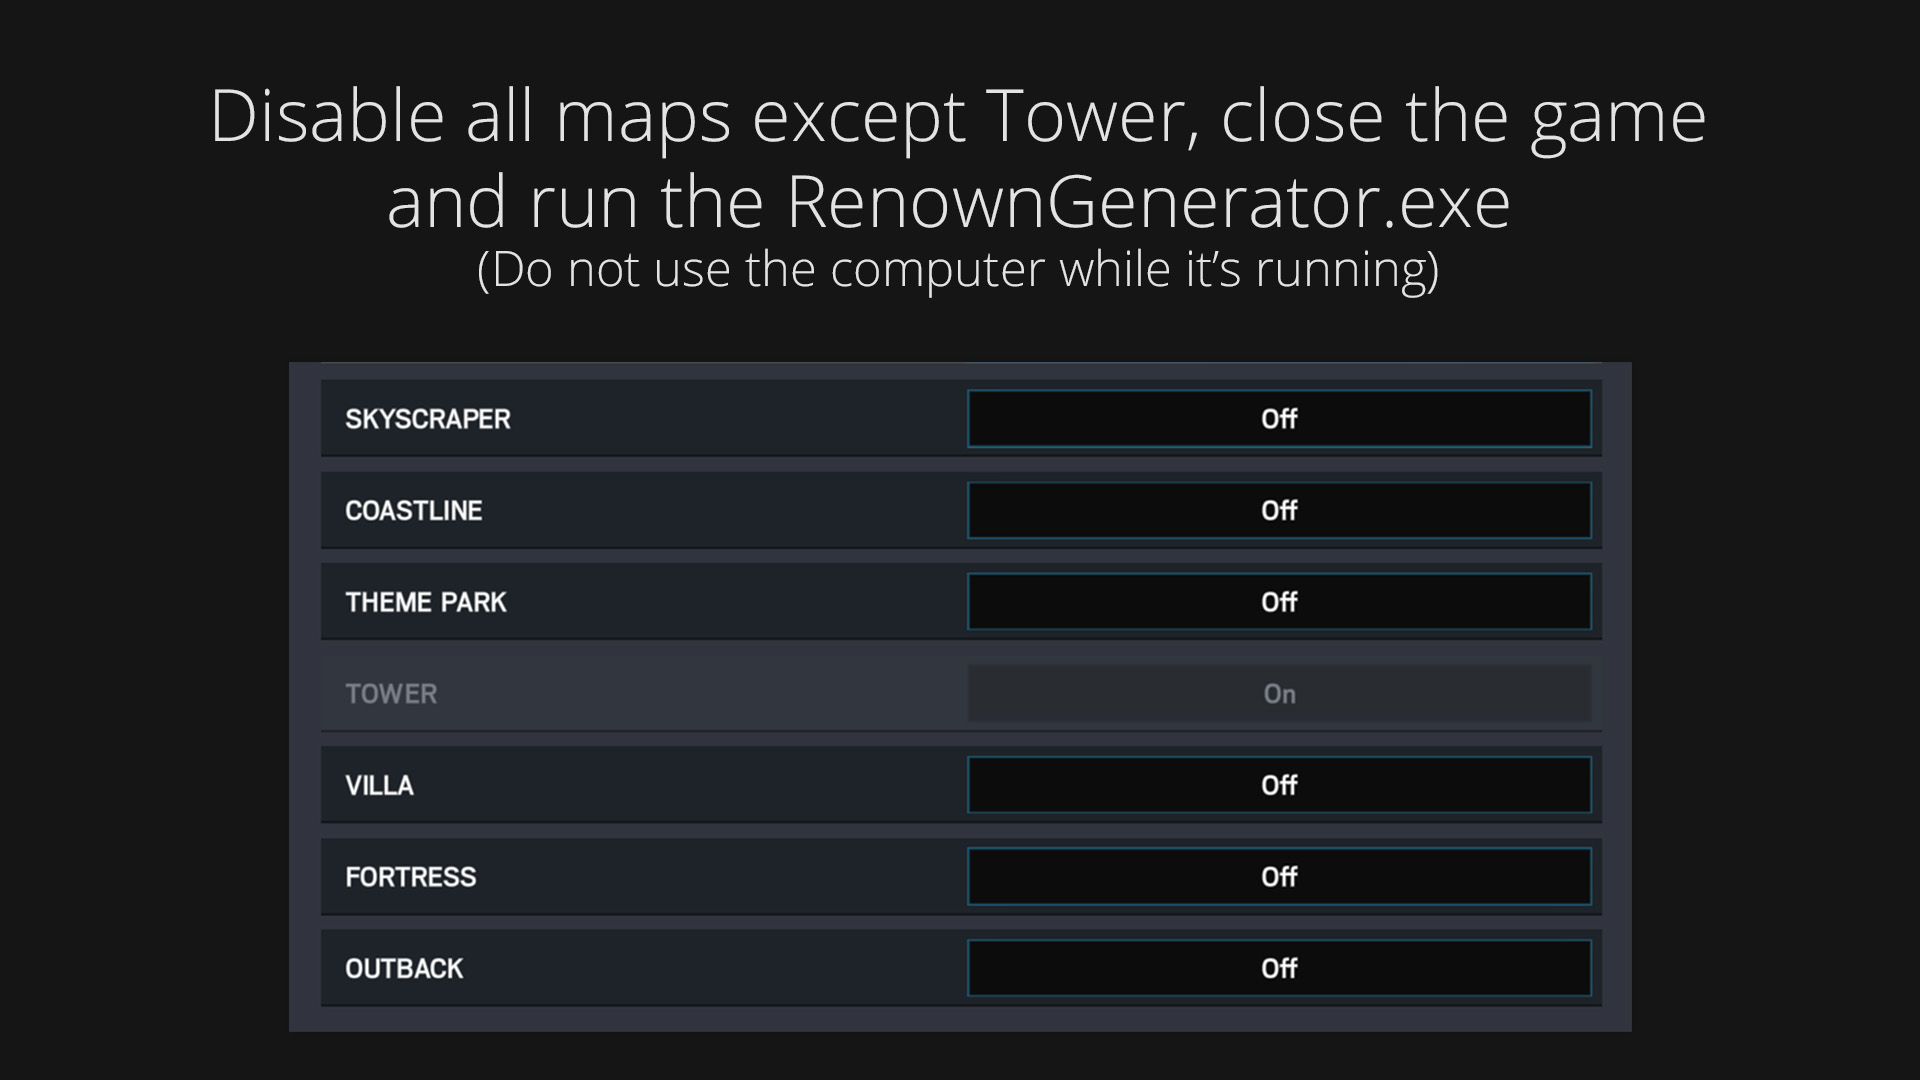 Disable all maps except Tower, close the game
and run the RenownGenerator.exe
(Do not use the computer while it’s running)
SKYSCRAPER Off
COASTLINE Off
THEME PARK Off
TOWER On
VILLA Off
FORTRESS Off
OUTBACK Off